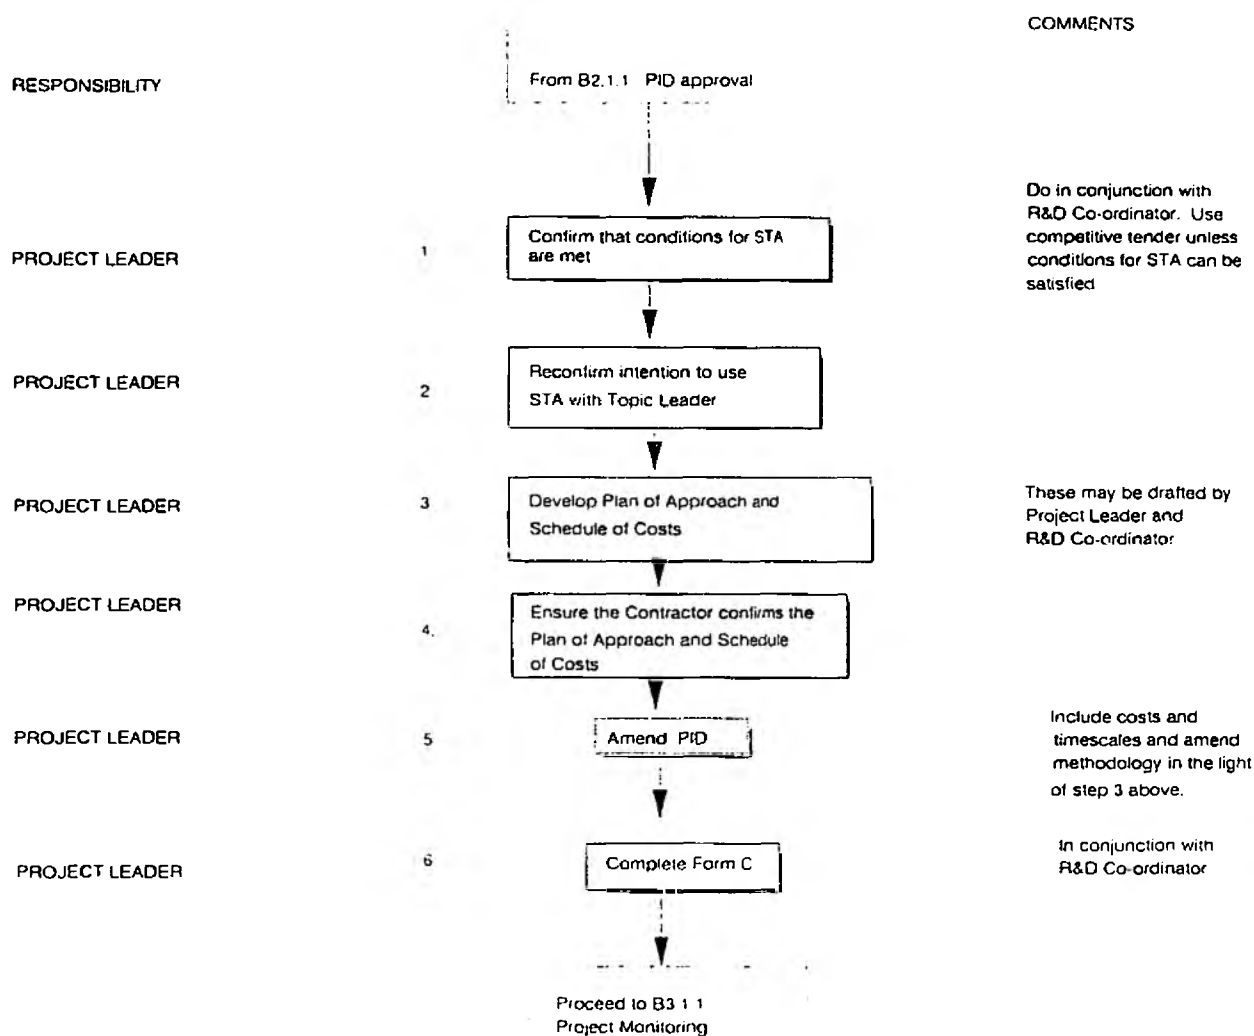 COMMENTS
RESPONSIBILITY
From B2.1.1 PID approval
PROJECT LEADER
1
Confirm that conditions for STA
are met
Do in conjunction with
R&D Co-ordinator. Use
competitive tender unless
conditions for STA can be
satisfied
PROJECT LEADER
2
Reconfirm intention to use
STA with Topic Leader
PROJECT LEADER
3
Develop Plan of Approach and
Schedule of Costs
These may be drafted by
Project Leader and
R&D Co-ordinator
PROJECT LEADER
4.
Ensure the Contractor confirms the
Plan of Approach and Schedule
of Costs
PROJECT LEADER
5
Amend PID
Include costs and
timescales and amend
methodology in the light
of step 3 above.
PROJECT LEADER
6
Complete Form C
In conjunction with
R&D Co-ordinator
Proceed to B3 1 1
Project Monitoring